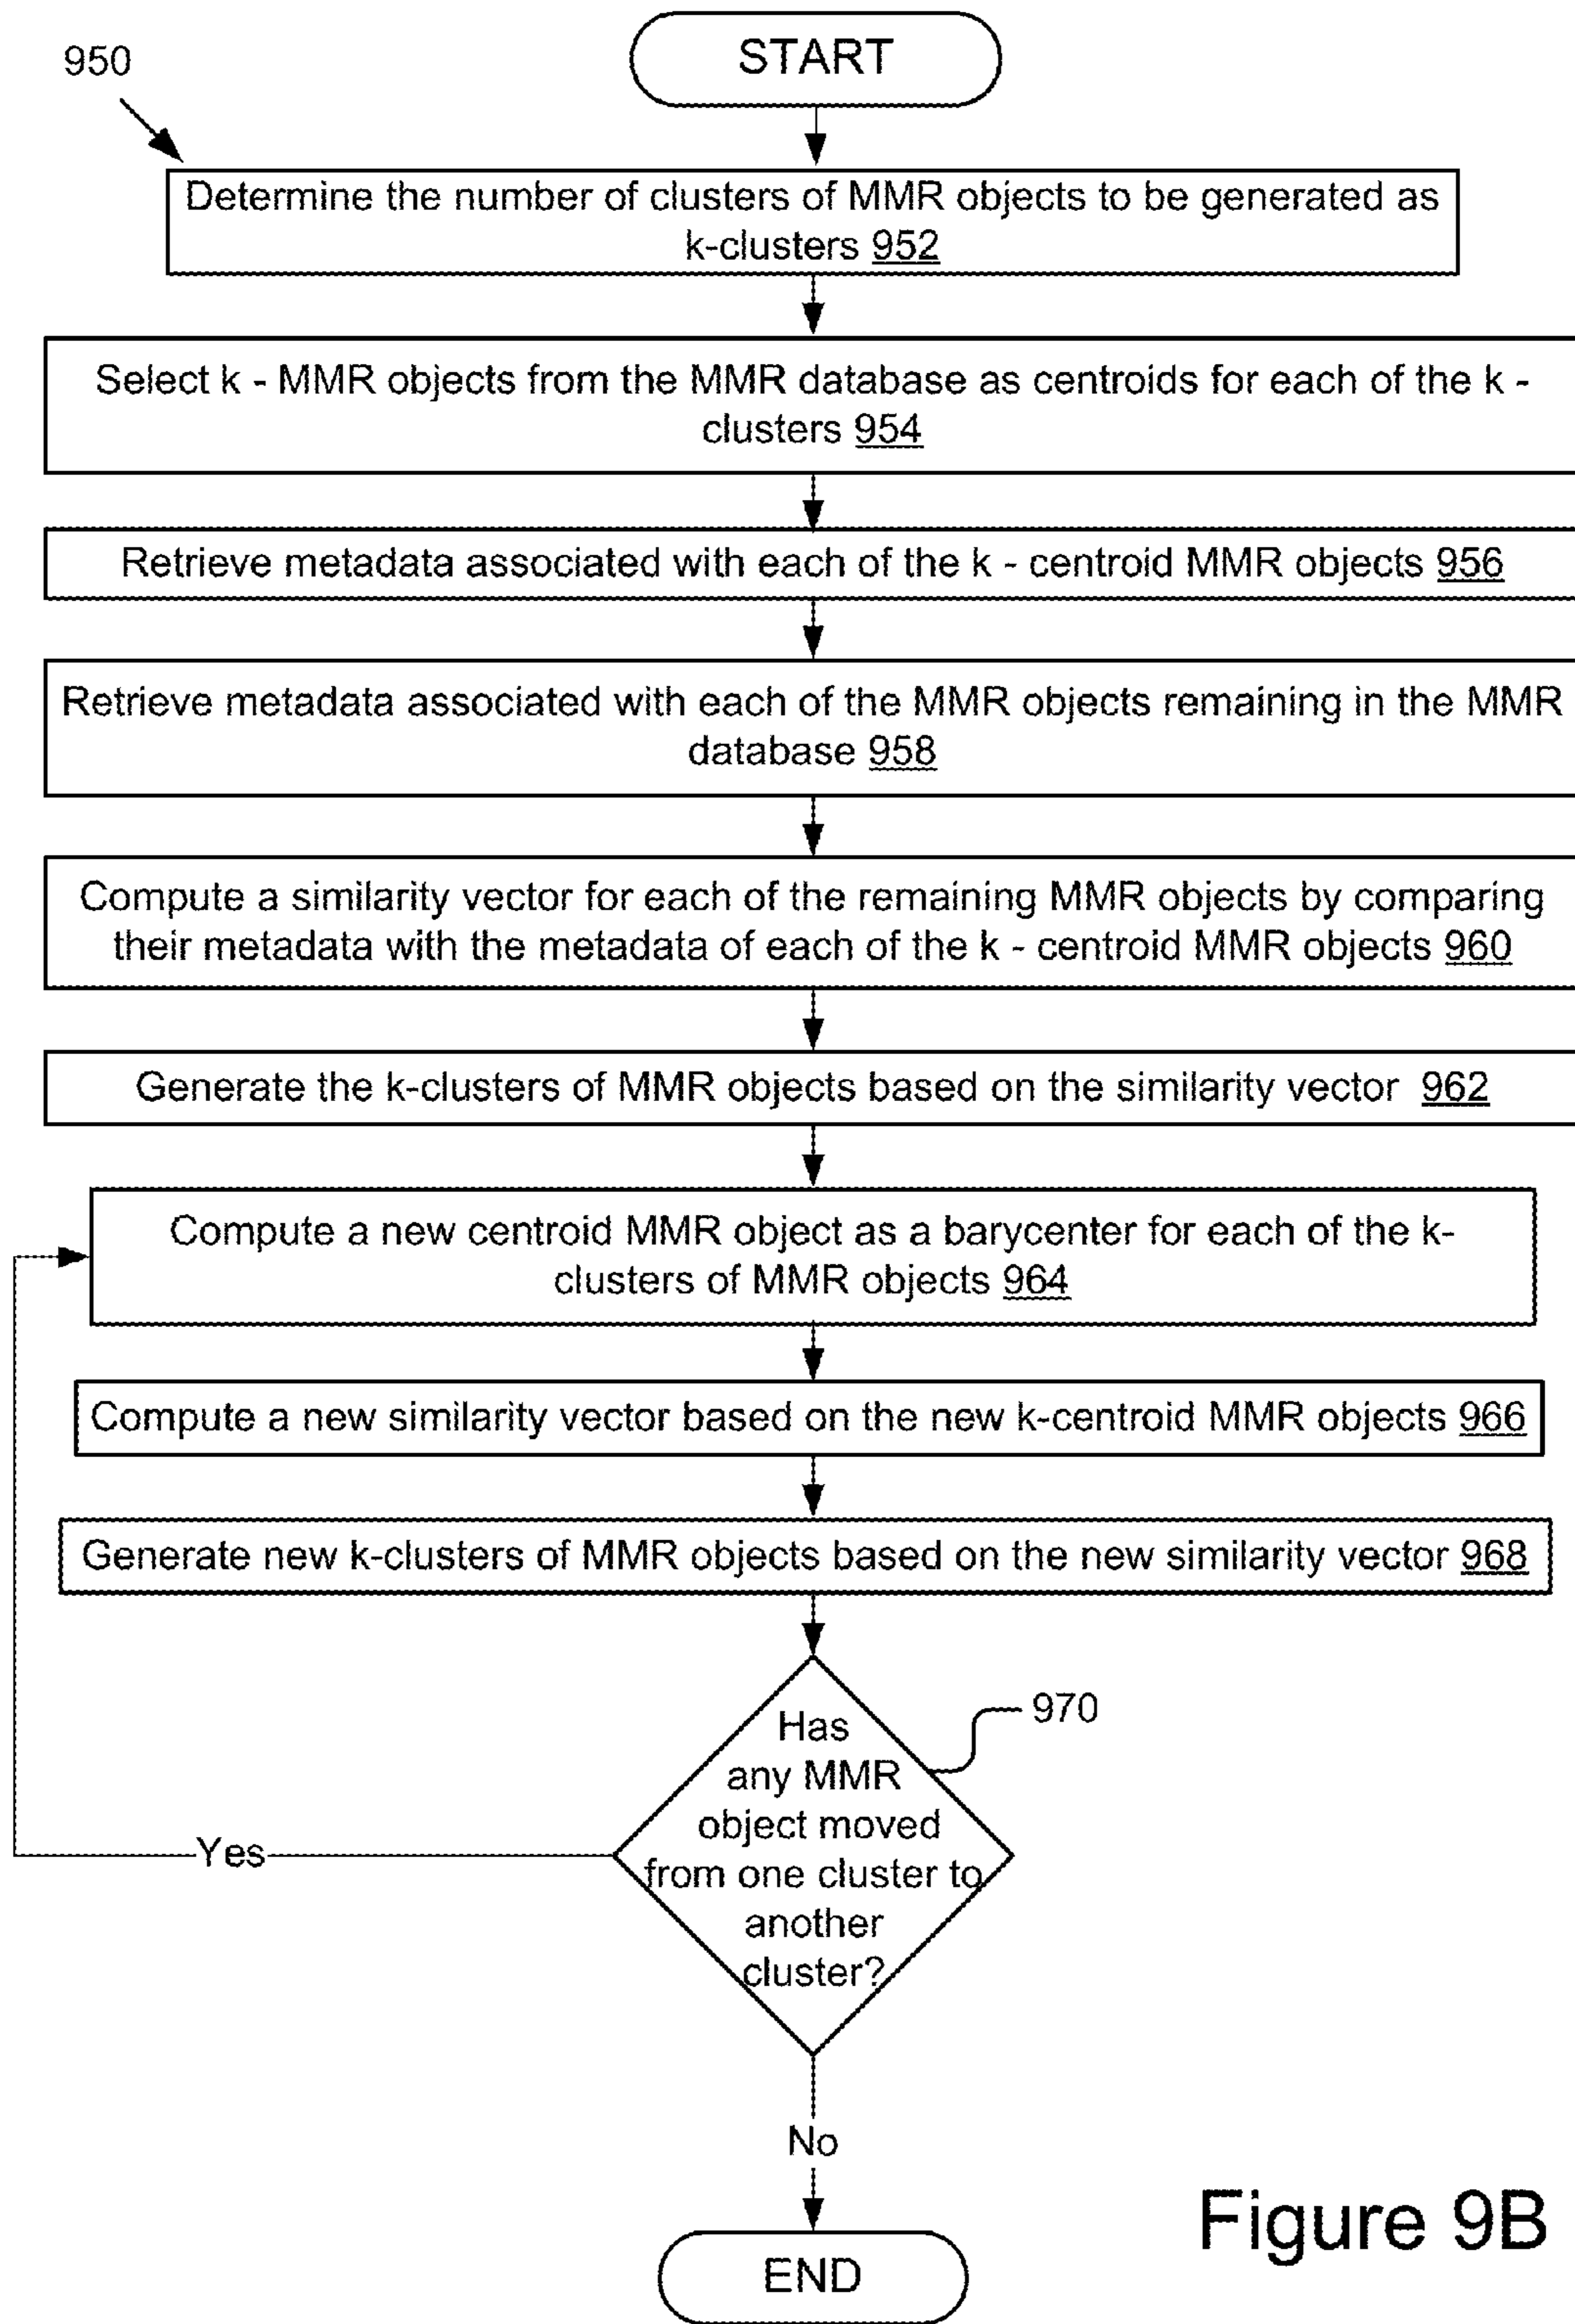 START
950
Determine the number of clusters of MMR objects to be generated as
k-clusters 952
Select k - MMR objects from the MMR database as centroids for each of the k -
clusters 954
Retrieve metadata associated with each of the k - centroid MMR objects 956
Retrieve metadata associated with each of the MMR objects remaining in the MMR
database 958
Compute a similarity vector for each of the remaining MMR objects by comparing
their metadata with the metadata of each of the k - centroid MMR objects 960
Generate the k-clusters of MMR objects based on the similarity vector 962
Compute a new centroid MMR object as a barycenter for each of the k-
clusters of MMR objects 964
Compute a new similarity vector based on the new k-centroid MMR objects 966
Generate new k-clusters of MMR objects based on the new similarity vector 968
970
Has
any MMR
object moved
from one cluster to
another
cluster?
Yes
No
END
Figure 9B